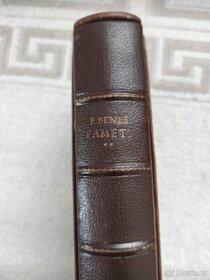 E. BENEŠ
PAMĚTI
**